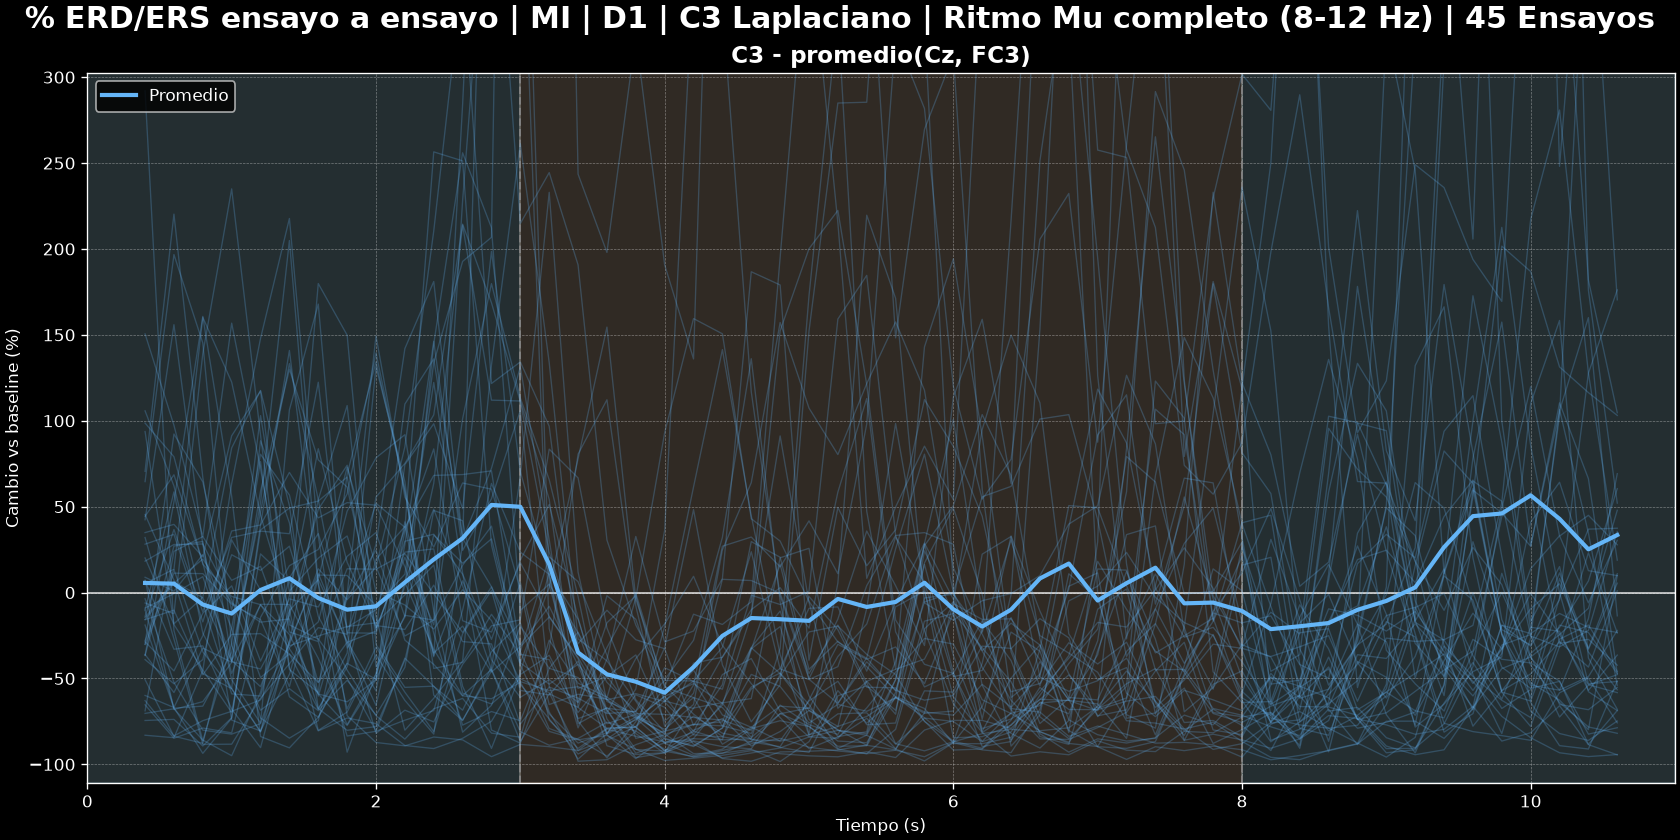 % ERD/ERS ensayo a ensayo | MI | D1 | C3 Laplaciano | Ritmo Mu completo (8-12 Hz) | 45 Ensayos
C3 - promedio(Cz, FC3)
Promedio
Cambio vs baseline (%)
300
250
200
150
100
50
0
−50
−100
0 2 4 6 8 10
Tiempo (s)